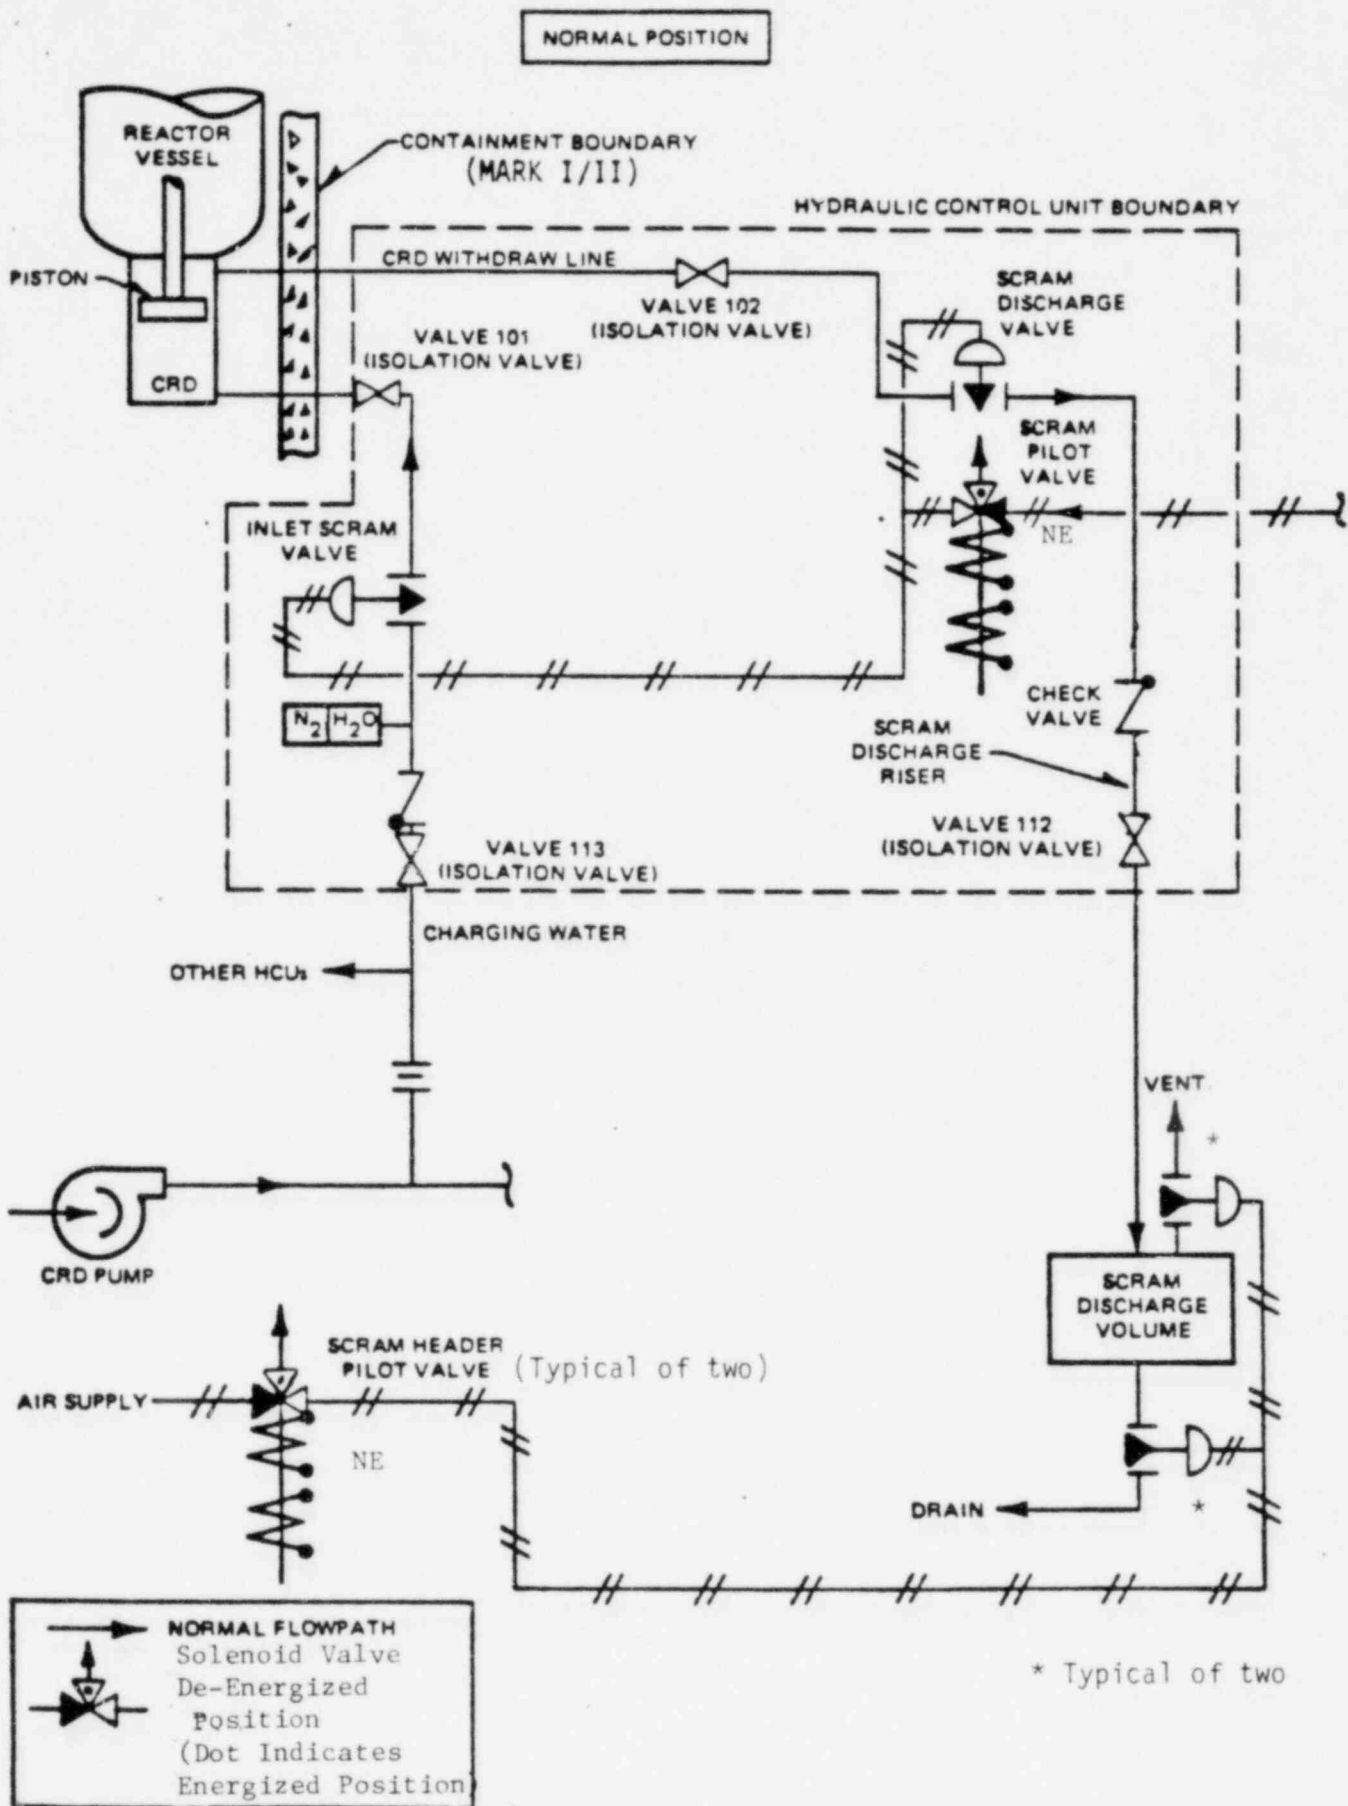 NORMAL POSITION
REACTOR
VESSEL
CONTAINMENT BOUNDARY
(MARK I/II)
HYDRAULIC CONTROL UNIT BOUNDARY
CRD WITHDRAW LINE
PISTON
VALVE 102
(ISOLATION VALVE)
SCRAM
DISCHARGE
VALVE
VALVE 101
(ISOLATION VALVE)
CRD
SCRAM
PILOT
VALVE
NE
INLET SCRAM
VALVE
N2 H2O
CHECK
VALVE
SCRAM
DISCHARGE
RISER
VALVE 113
(ISOLATION VALVE)
VALVE 112
(ISOLATION VALVE)
CHARGING WATER
OTHER HCUs
VENT
*
CRD PUMP
SCRAM
DISCHARGE
VOLUME
SCRAM HEADER
PILOT VALVE (Typical of two)
AIR SUPPLY
NE
DRAIN
*
NORMAL FLOWPATH
Solenoid Valve
De-Energized
Position
(Dot Indicates
Energized Position)
* Typical of two